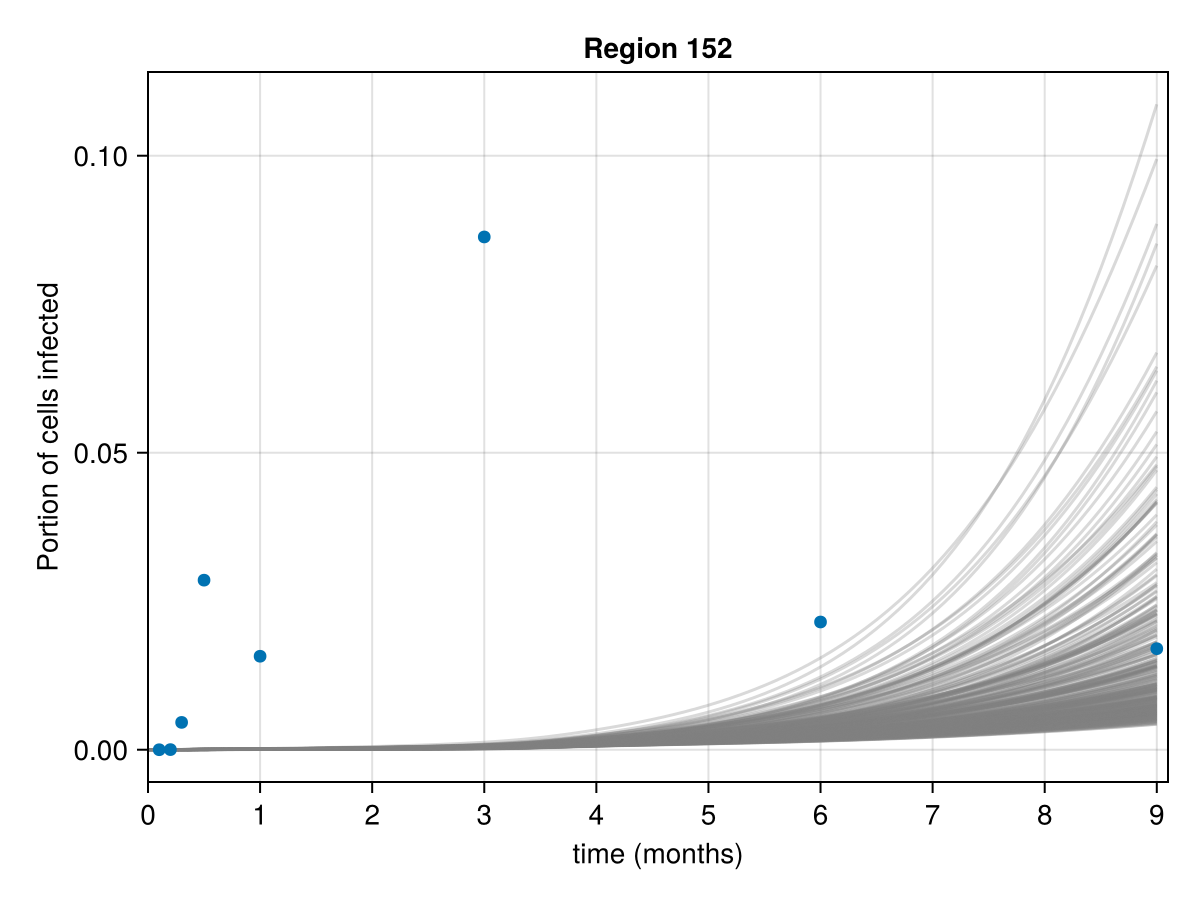 Region 152
Portion of cells infected
0.10
0.05
0.00
0 1 2 3 4 5 6 7 8 9
time (months)